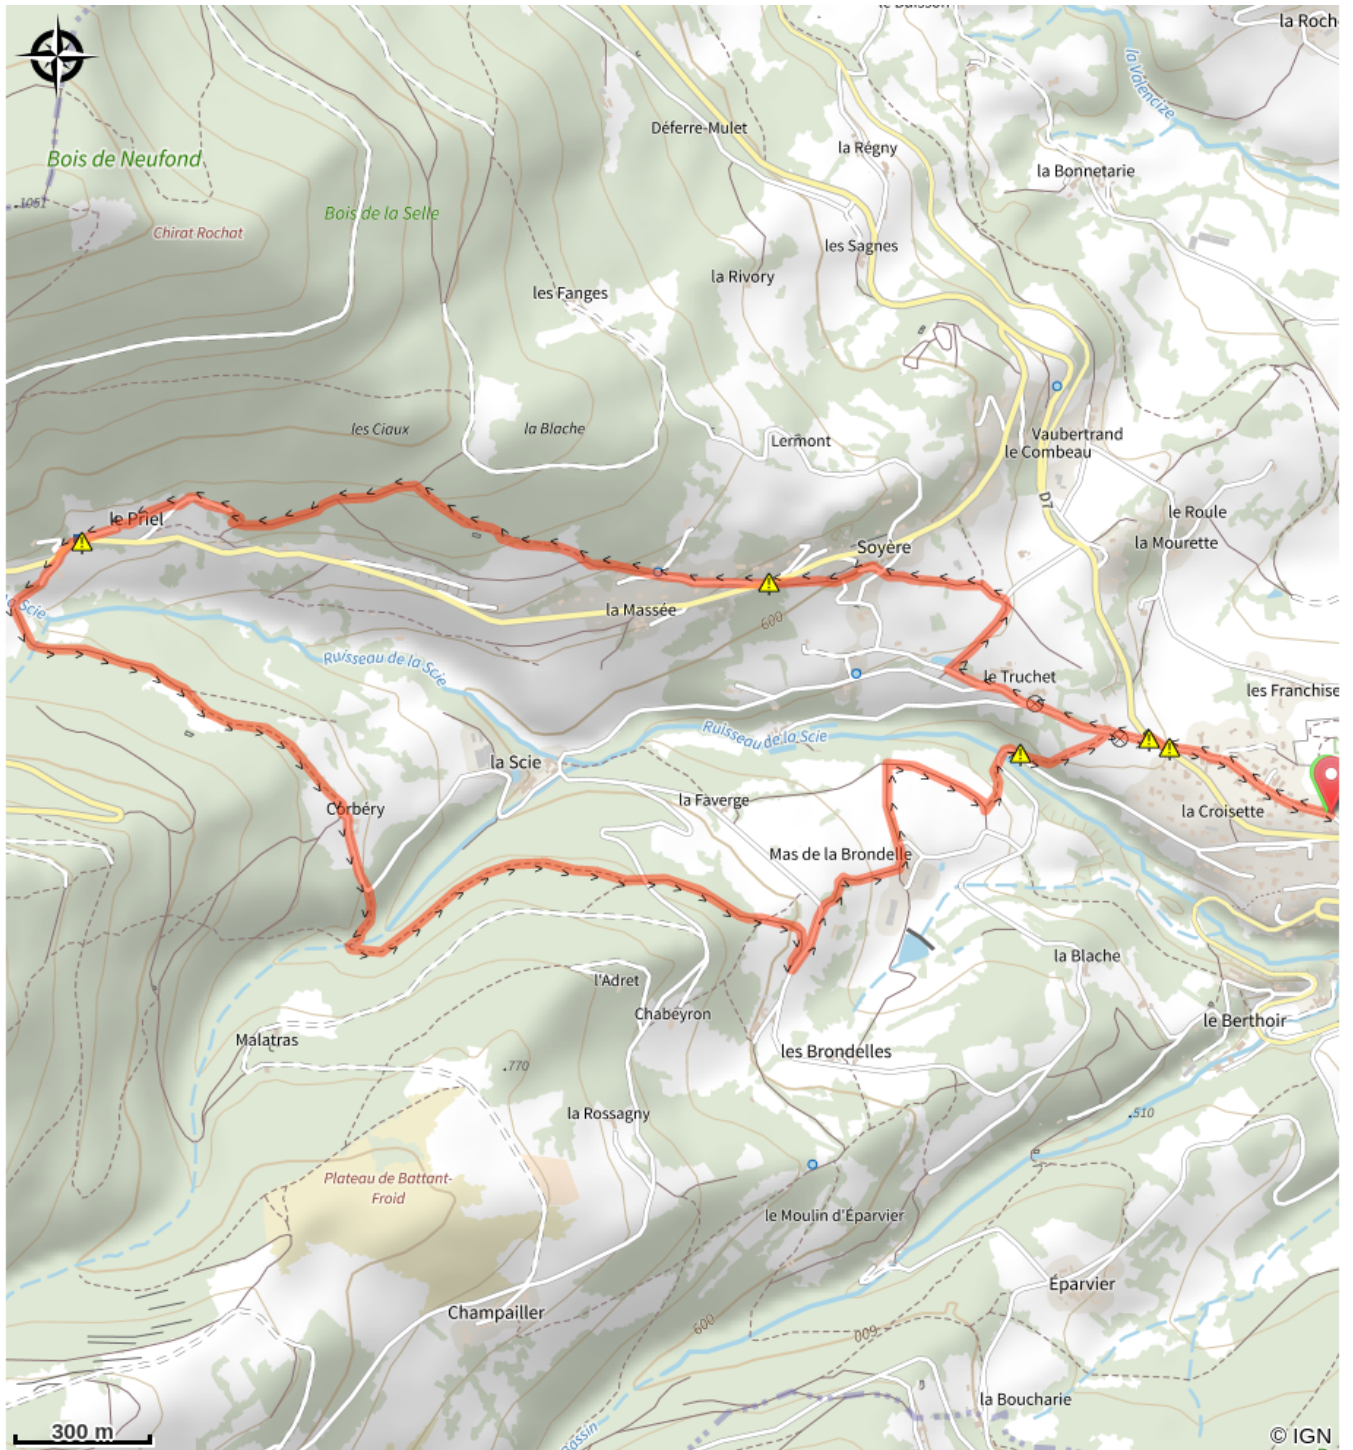 la Roch
la Valencize
Déferre-Mulet
la Régny
Bois de Neufond
la Bonnetarie
1051
Bois de la Selle
Chirat Rochat
les Sagnes
la Rivory
les Fanges
les Ciaux
la Blache
Lermont
Vaubertrand
le Combeau
D7
le Roule
le Priel
Soyère
la Mourette
Scie
la Massée
600
Ruisseau de la Scie
le Truchet
les Franchise
Ruisseau de la Scie
la Scie
la Faverge
la Croisette
Corbéry
Mas de la Brondelle
la Blache
l'Adret
Chabeyron
le Berthoir
Malatras
les Brondelles
770
la Rossagny
510
Plateau de Battant-
Froid
le Moulin d'Éparvier
Éparvier
Champailler
600
600
la Boucharie
300 m
© IGN